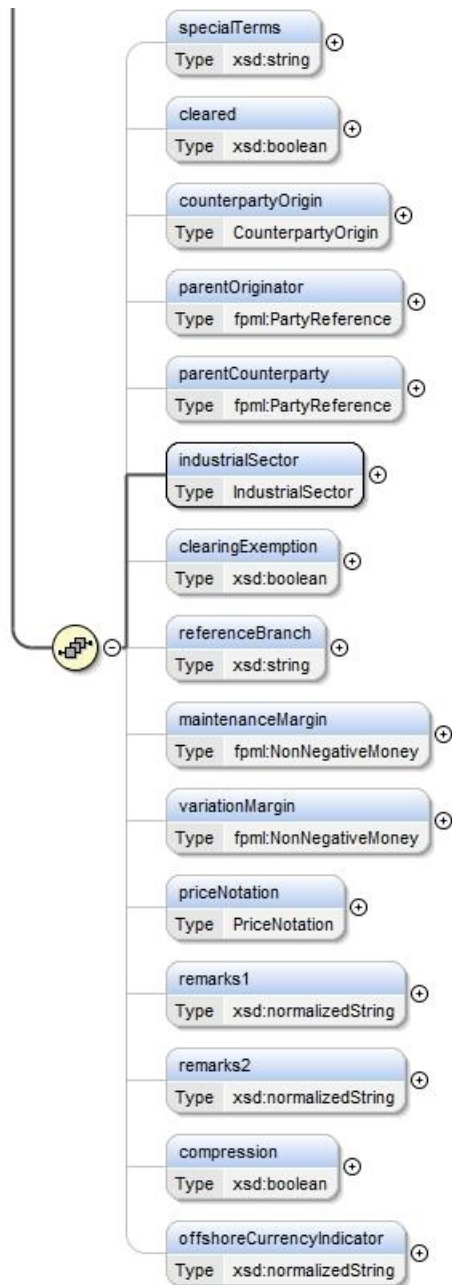 specialTerms
Type xsd:string
cleared
Type xsd:boolean
counterpartyOrigin
Type CounterpartyOrigin
parentOriginator
Type fpml:PartyReference
parentCounterparty
Type fpml:PartyReference
industrialSector
Type IndustrialSector
clearingExemption
Type xsd:boolean
referenceBranch
Type xsd:string
maintenanceMargin
Type fpml:NonNegativeMoney
variationMargin
Type fpml:NonNegativeMoney
priceNotation
Type PriceNotation
remarks1
Type xsd:normalizedString
remarks2
Type xsd:normalizedString
compression
Type xsd:boolean
offshoreCurrencyIndicator
Type xsd:normalizedString